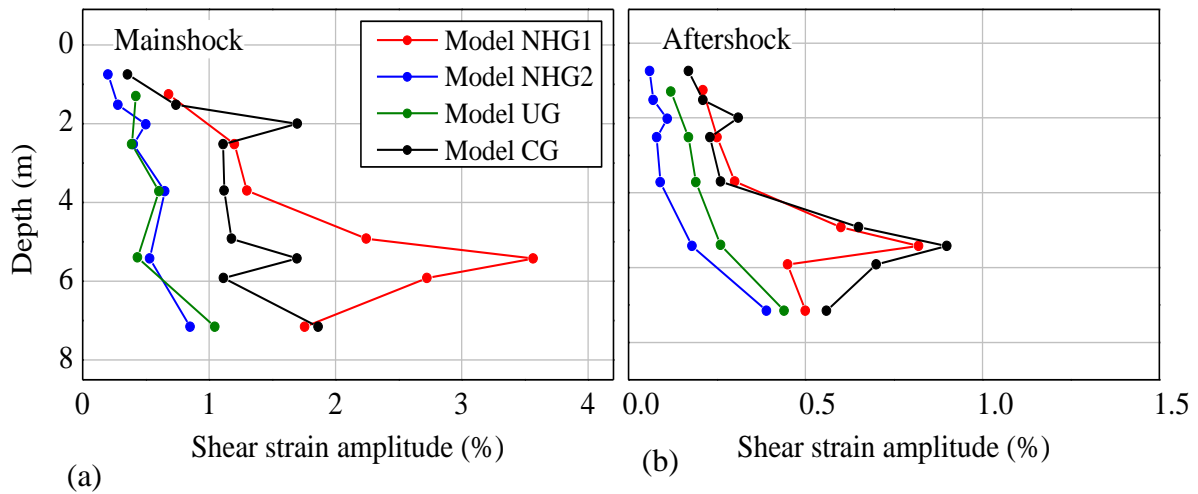 Mainshock
Model NHG1
Model NHG2
Model UG
Model CG
Depth (m)
0
2
4
6
8
0
1
2
3
4
Shear strain amplitude (%)
(a)
Aftershock
0.0
0.5
1.0
1.5
Shear strain amplitude (%)
(b)